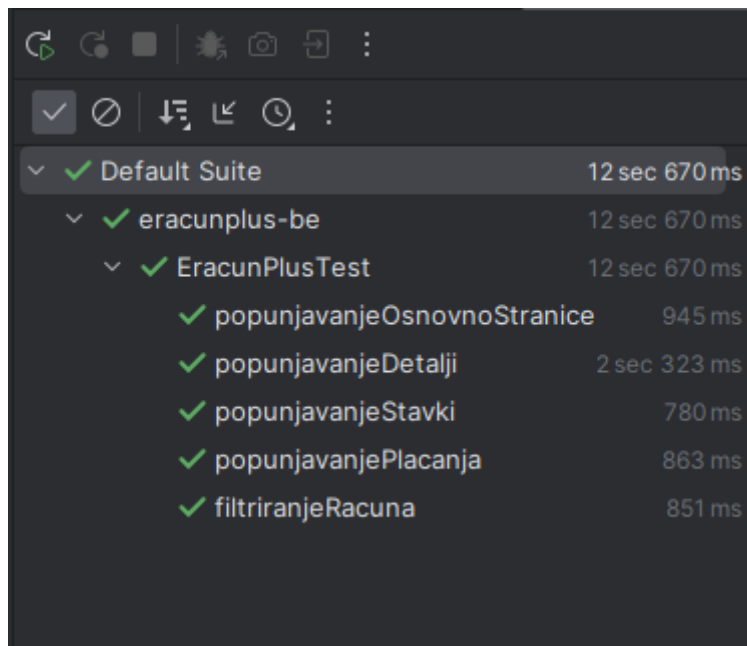 Default Suite 12 sec 670 ms
eracunplus-be 12 sec 670 ms
EracunPlusTest 12 sec 670 ms
popunjavanjeOsnovnoStranice 945 ms
popunjavanjeDetalji 2 sec 323 ms
popunjavanjeStavki 780 ms
popunjavanjePlacanja 863 ms
filtriranjeRacuna 851 ms